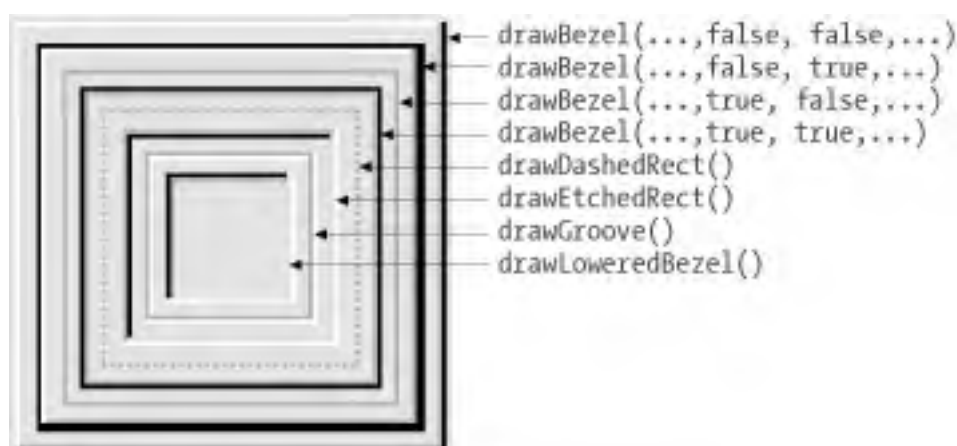 drawBezel(...,false, false,...)
drawBezel(...,false, true,...)
drawBezel(...,true, false,...)
drawBezel(...,true, true,...)
drawDashedRect()
drawEtchedRect()
drawGroove()
drawLoweredBezel()